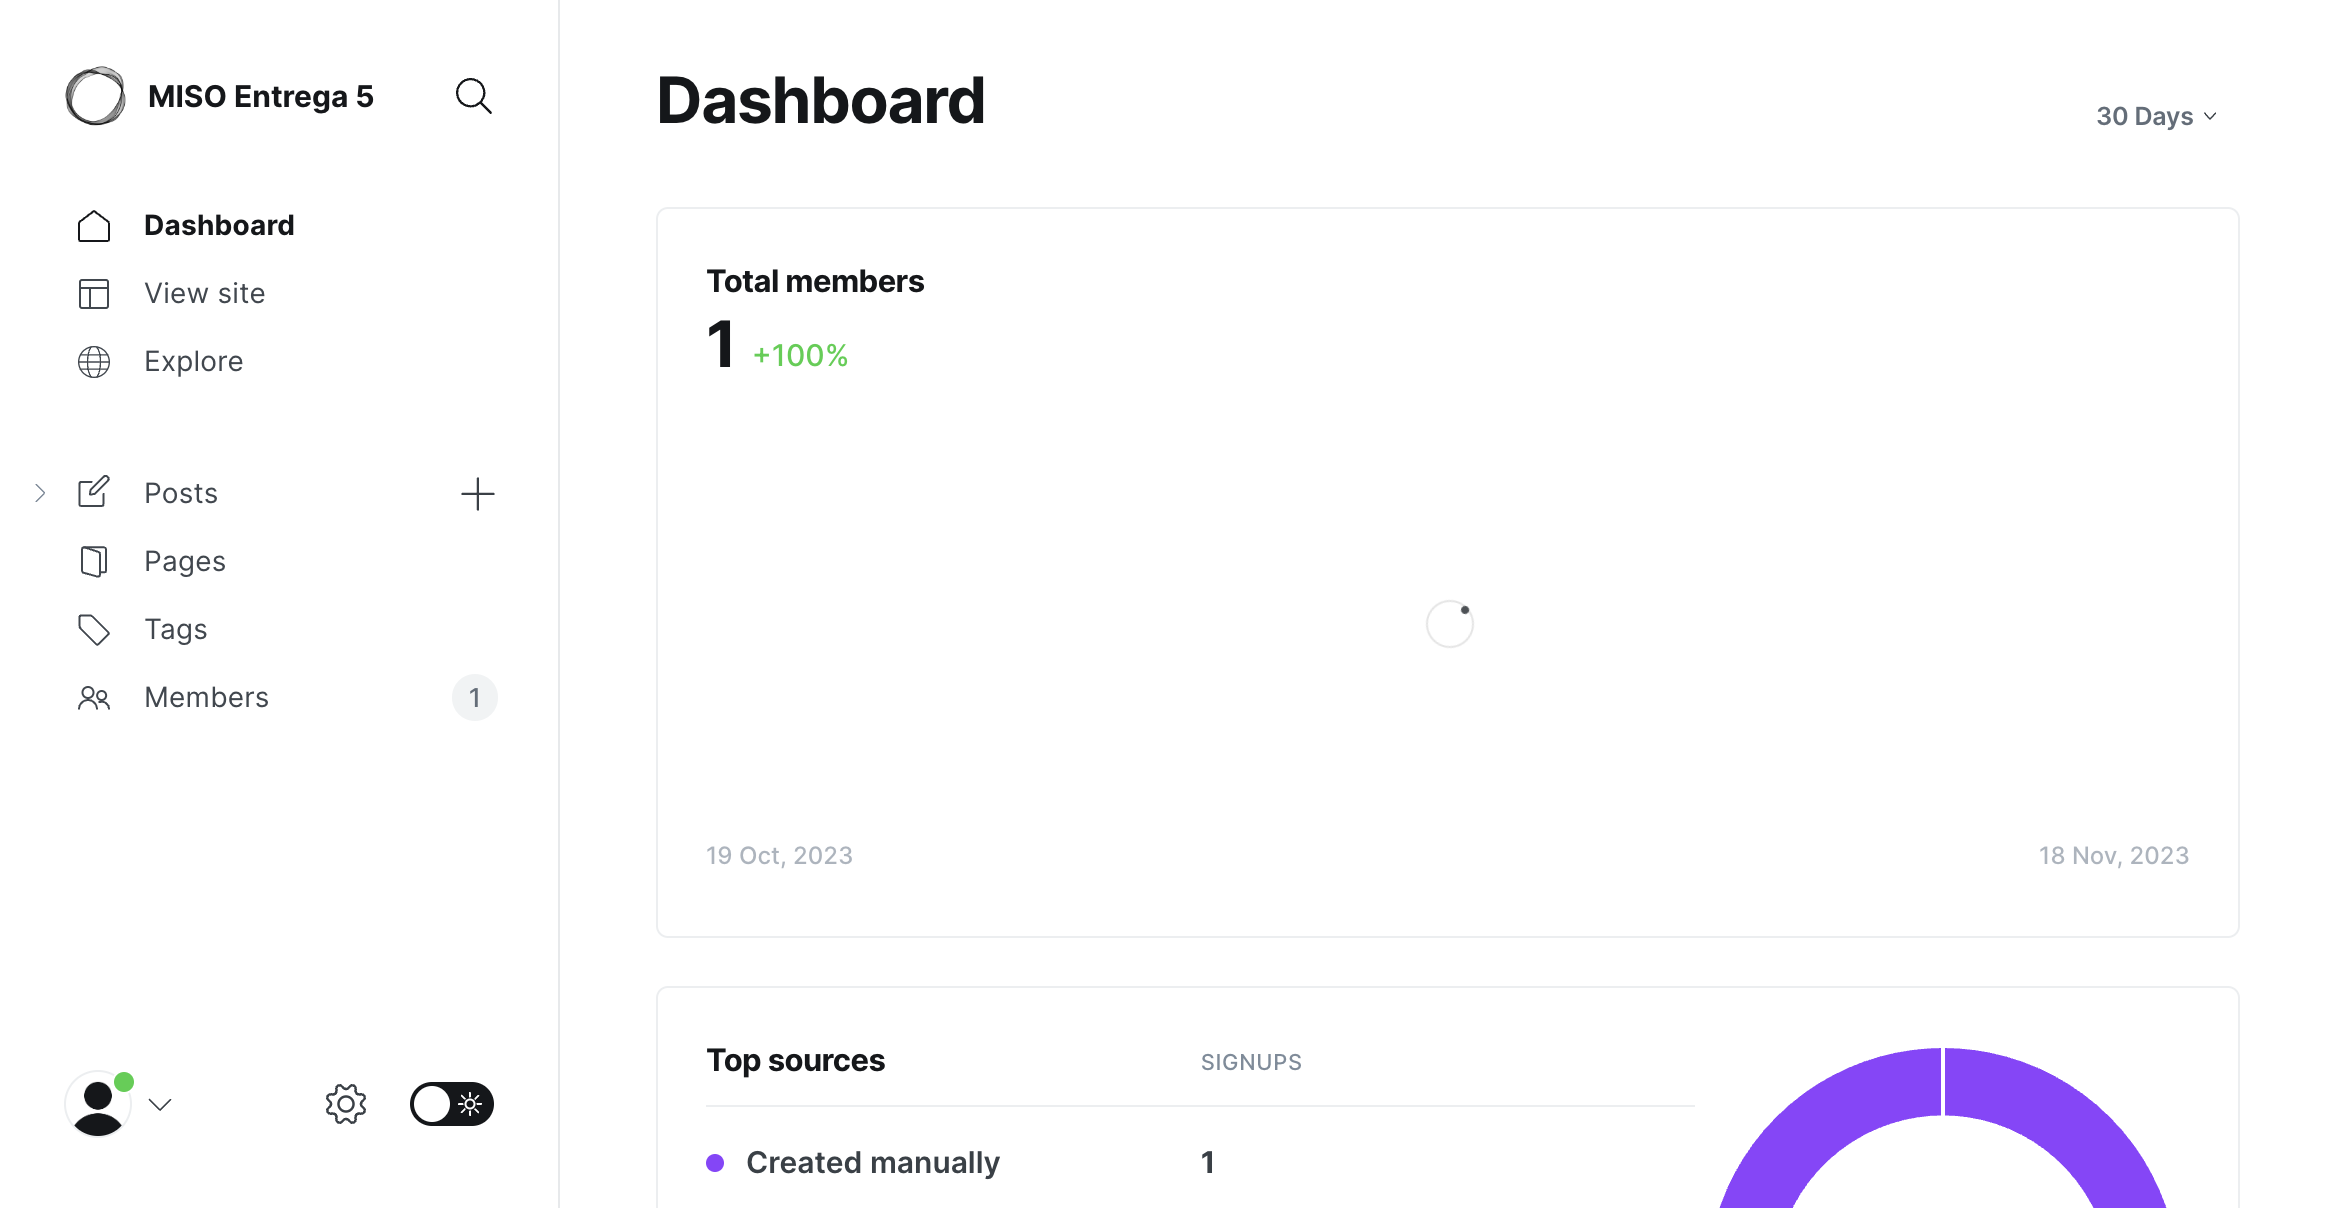 MISO Entrega 5
Dashboard
View site
Explore
Posts
Pages
Tags
Members
1
Dashboard
30 Days
Total members
1 +100%
19 Oct, 2023
18 Nov, 2023
Top sources
SIGNUPS
Created manually
1